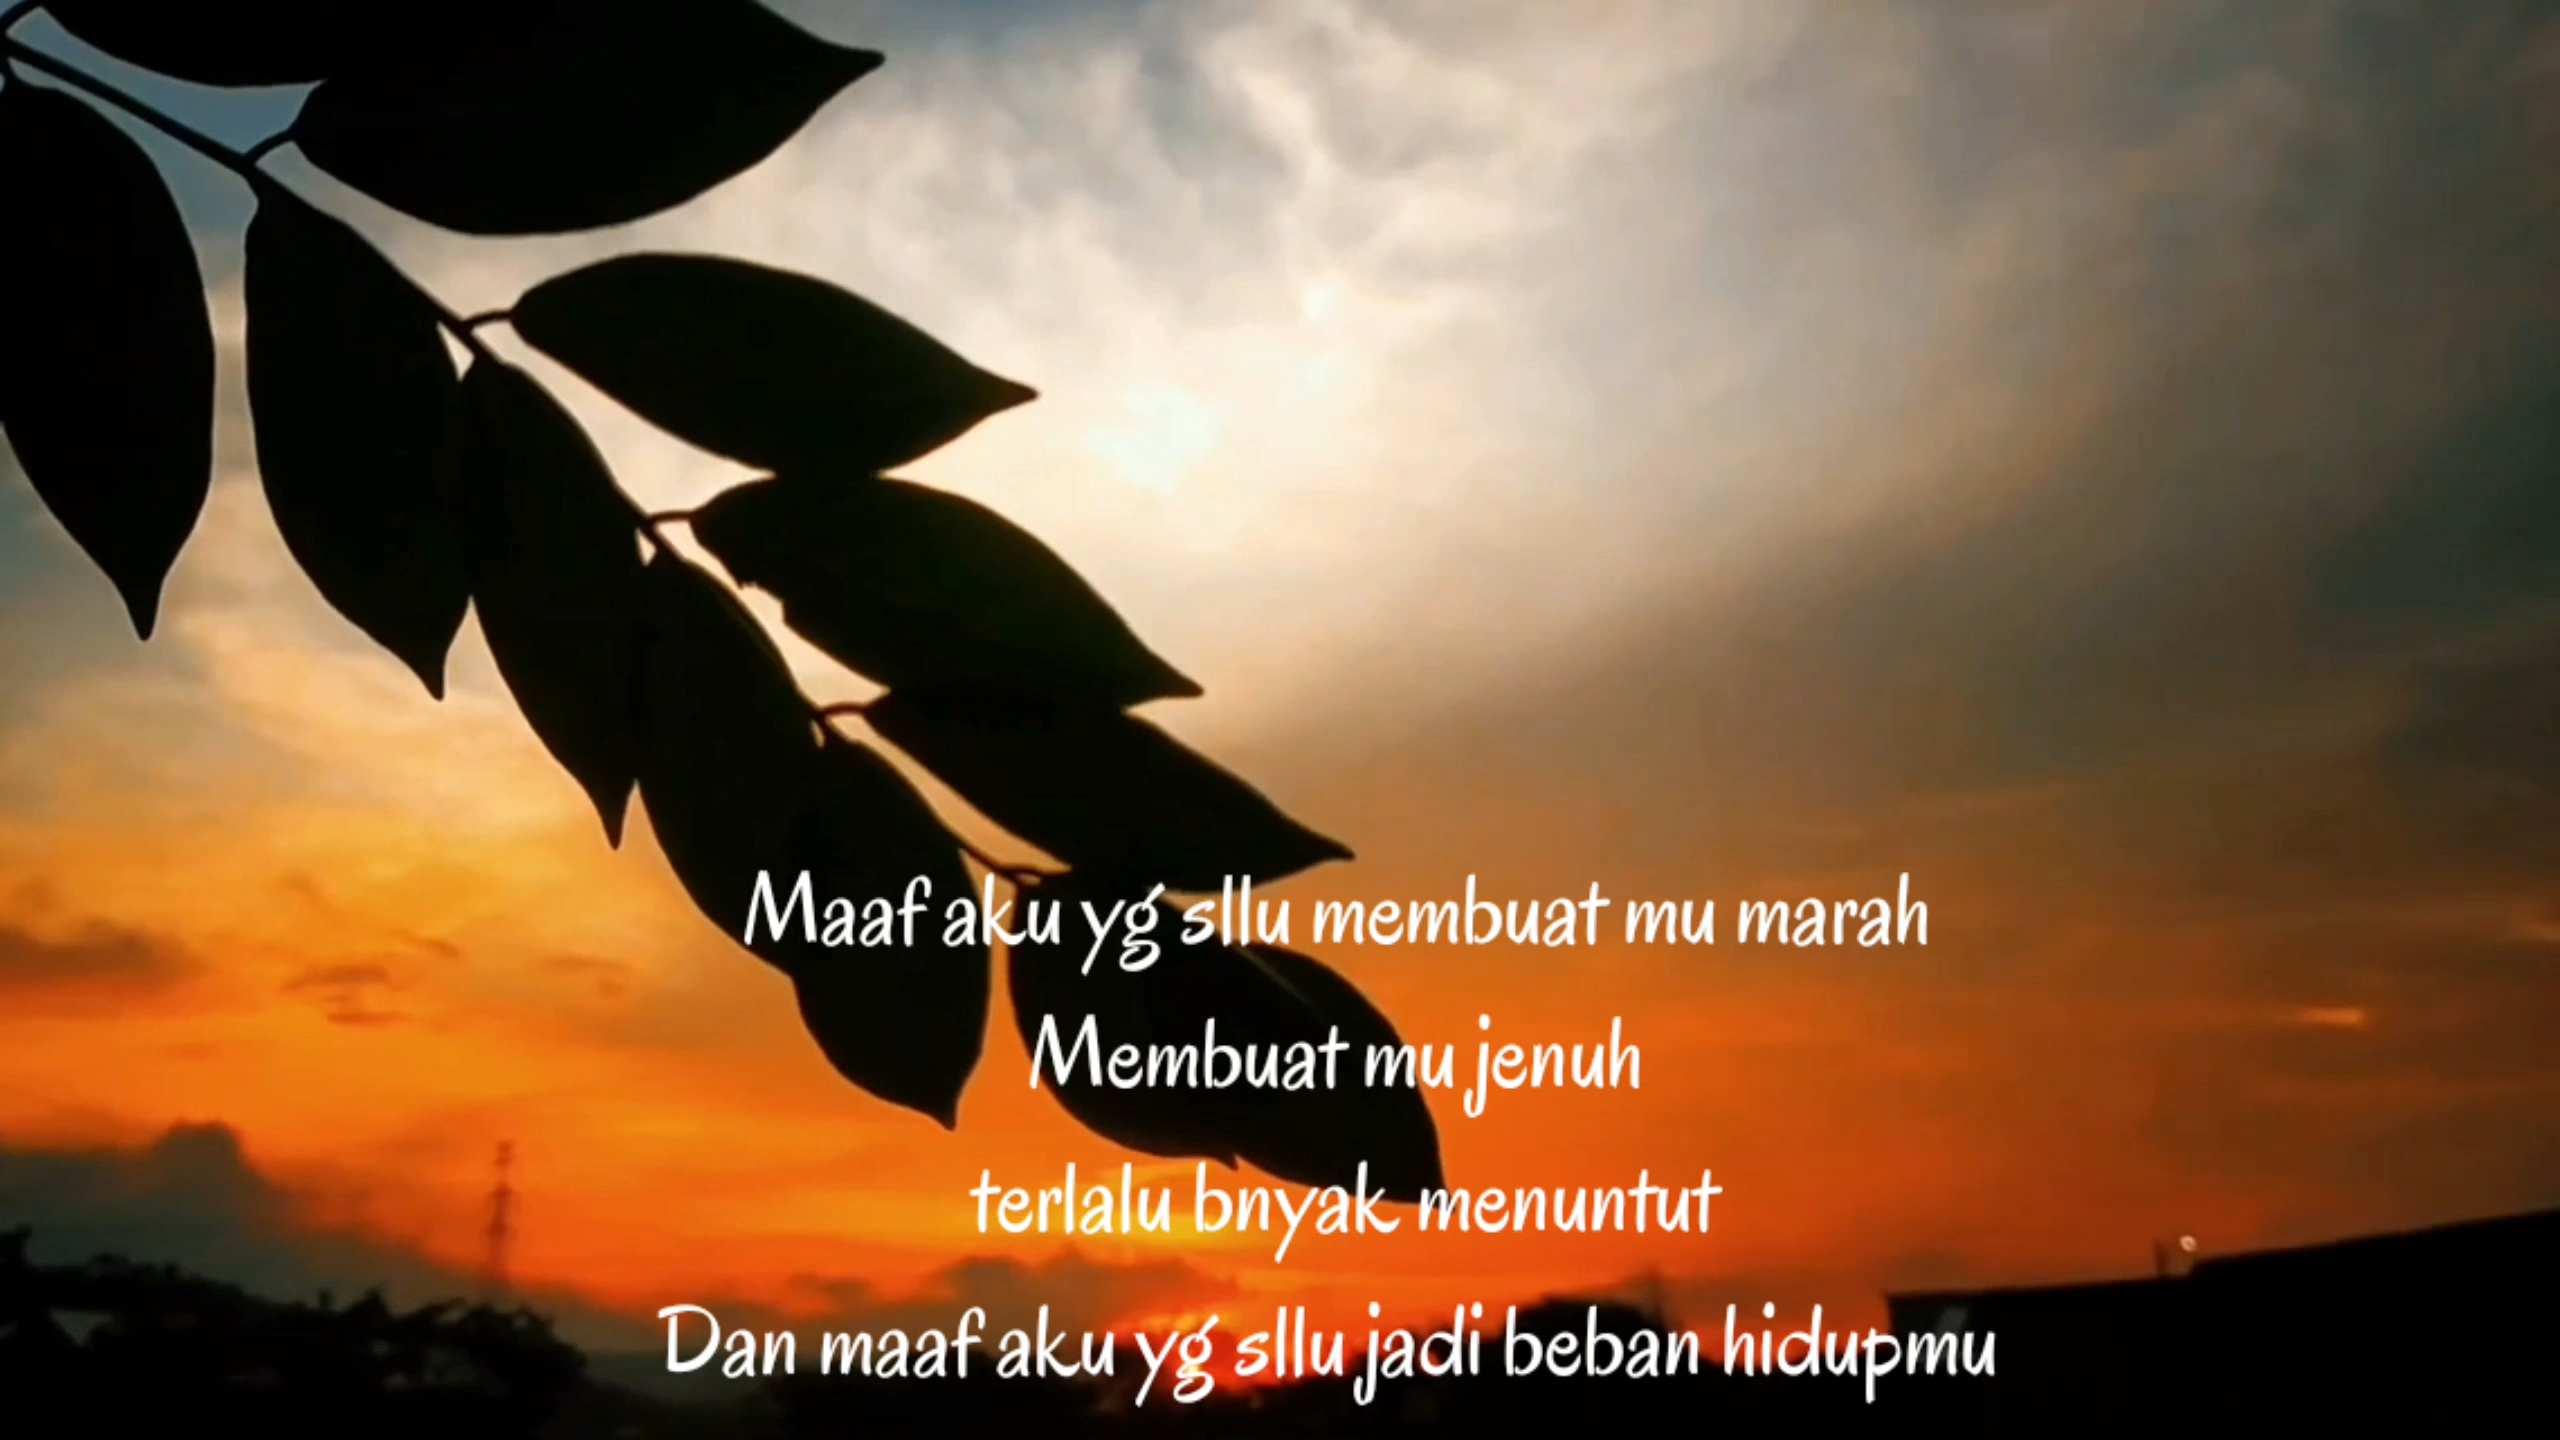 Maaf aku yg sllu membuat mu marah
Membuat mu jenuh
terlalu bnyak menuntut
Dan maaf aku yg sllu jadi beban hidupmu